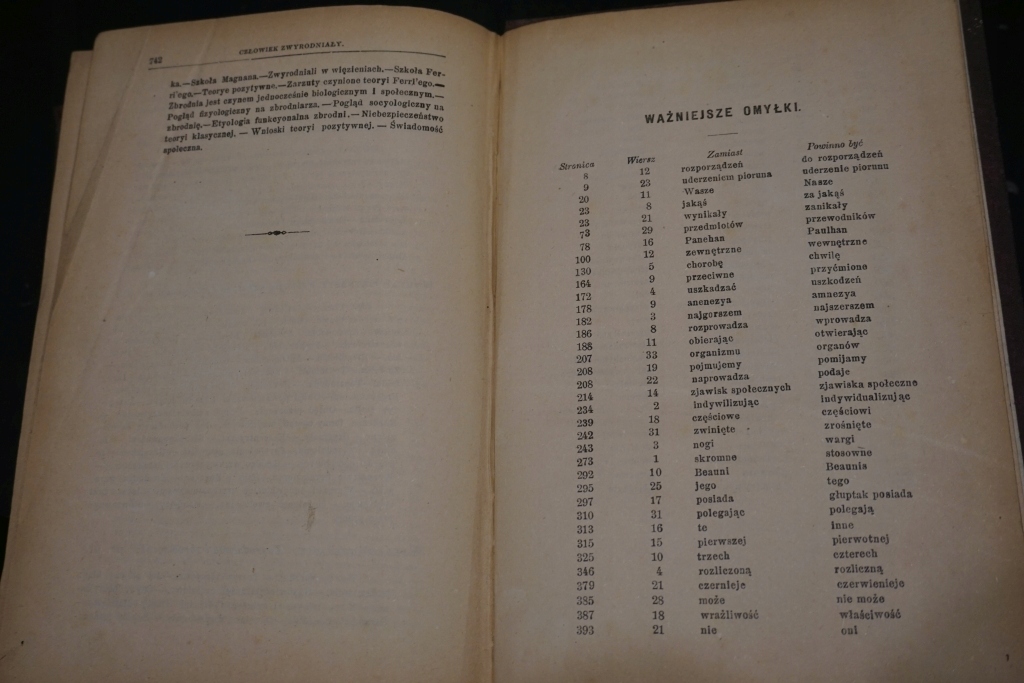 742
CZŁOWIEK ZWYRODNIAŁY.
ka.—Szkoła Magnana.—Zwyrodniali w więzieniach.—Szkoła Fer-
ri'ego.—Teorye pozytywne.—Zarzuty czynione teoryi Ferri'ego.—
Zbrodnia jest czynem jednocześnie biologicznym i społecznym.—
Pogląd fizyologiczny na zbrodniarza.—Pogląd socyologiczny na
zbrodnię.—Etyologia funkcyonalna zbrodni.—Niebezpieczeństwo
teoryi klasycznej.—Wnioski teoryi pozytywnej.—Świadomość
społeczna.
WAŻNIEJSZE OMYŁKI.
Stronica Wiersz Zamiast Powinno być
8 12 rozporządzeń do rozporządzeń
9 23 uderzeniem pioruna uderzenie piorunu
20 11 Wasze Nasze
23 8 jakąś za jakąś
23 21 wynikały zanikały
73 29 przedmiotów przewodników
78 16 Panehan Paulhan
100 12 zewnętrzne wewnętrzne
130 5 chorobę chwilę
164 9 przeciwne przyćmione
172 4 uszkadzać uszkodzeń
178 9 anenezya amnezya
182 3 najgorszem najszerszem
186 8 rozprowadza wprowadza
188 11 obierając otwierając
207 33 organizmu organów
208 19 pojmujemy pomijamy
208 22 naprowadza podaje
214 14 zjawisk społecznych zjawiska społeczne
234 2 indywilizując indywidualizując
239 18 częściowe częściowi
242 31 zwinięte zrośnięte
243 3 nogi wargi
273 1 skromne stosowne
292 10 Beauni Beaunis
295 25 jego tego
297 17 posiada głuptak posiada
310 31 polegając polegają
313 16 te inne
315 15 pierwszej pierwotnej
325 10 trzech czterech
346 4 rozliczoną rozliczną
379 21 czernieje czerwienieje
385 28 może nie może
387 18 wrażliwość właściwość
393 21 nie oni